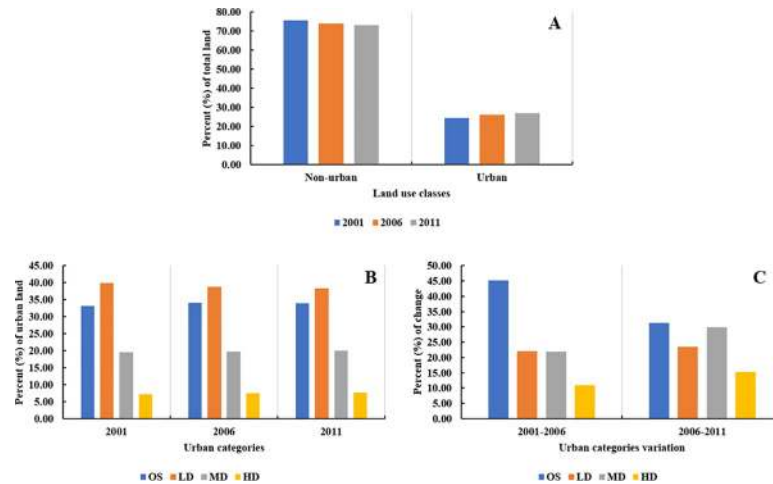 A
Percent (%) of total land
80.00
70.00
60.00
50.00
40.00
30.00
20.00
10.00
0.00
Non-urban Urban
Land use classes
2001 2006 2011
B
Percent (%) of urban land
45.00
40.00
35.00
30.00
25.00
20.00
15.00
10.00
5.00
0.00
2001 2006 2011
Urban categories
OS LD MD HD
C
Percent (%) of change
50.00
45.00
40.00
35.00
30.00
25.00
20.00
15.00
10.00
5.00
0.00
2001-2006 2006-2011
Urban categories variation
OS LD MD HD